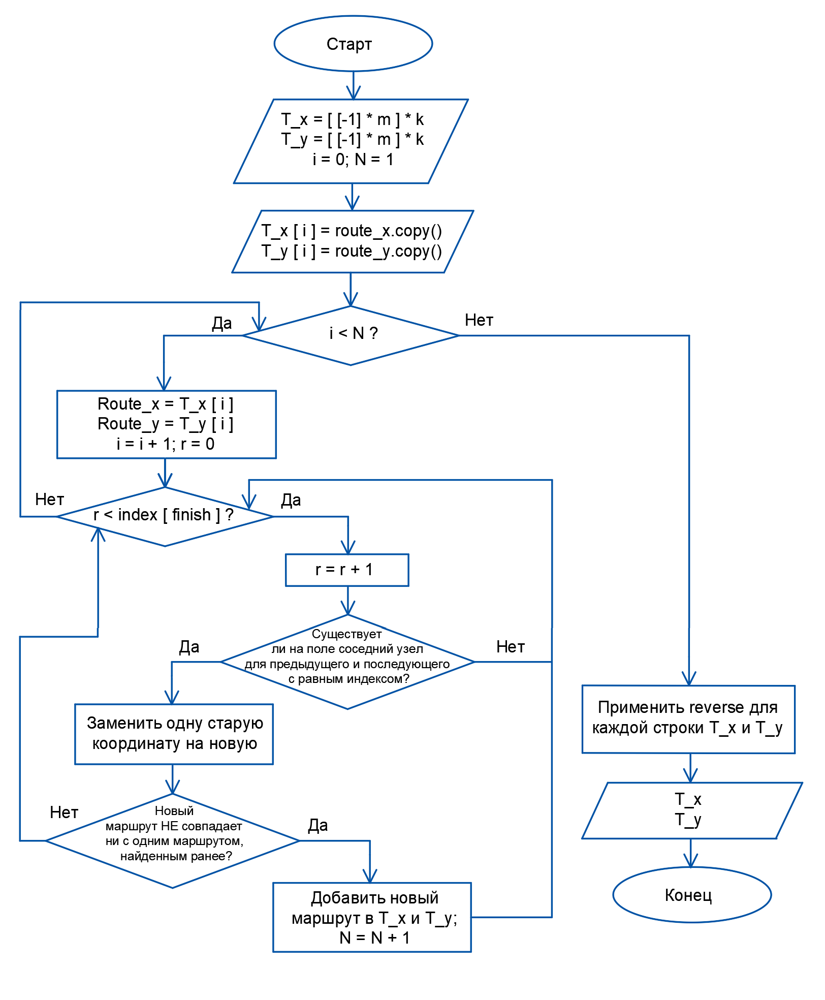 Старт
T_x = [ [-1] * m ] * k
T_y = [ [-1] * m ] * k
i = 0; N = 1
T_x [ i ] = route_x.copy()
T_y [ i ] = route_y.copy()
i < N ?
Да
Нет
Route_x = T_x [ i ]
Route_y = T_y [ i ]
i = i + 1; r = 0
r < index [ finish ] ?
Нет
Да
r = r + 1
Существует
ли на поле соседний узел
для предыдущего и последующего
с равным индексом?
Да
Нет
Заменить одну старую
координату на новую
Новый
маршрут НЕ совпадает
ни с одним маршрутом,
найденным ранее?
Нет
Да
Добавить новый
маршрут в T_x и T_y;
N = N + 1
Применить reverse для
каждой строки T_x и T_y
T_x
T_y
Конец